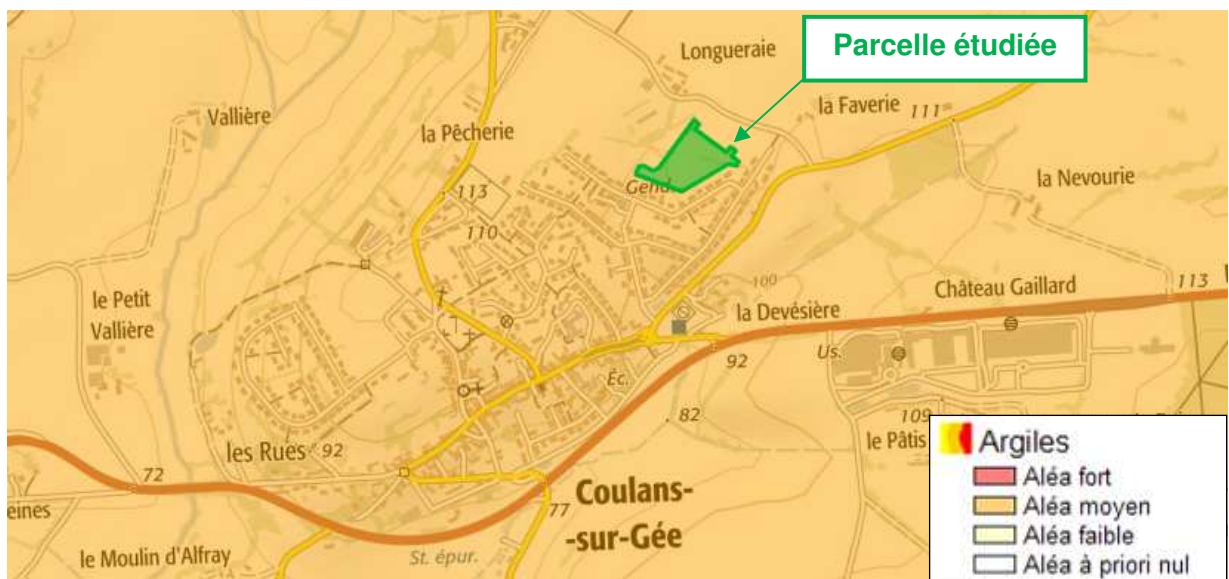 Longueraie
Parcelle étudiée
la Faverie
111
Vallière
la Pêcherie
Gend.
la Nevourie
113
110
100
le Petit
Vallière
la Devésière
Château Gaillard
113
Us.
92
Éc.
82
109
le Pâtis
les Rues
92
72
77
Coulans-
-sur-Gée
eines
le Moulin d'Alfray
St. épur.
Argiles
Aléa fort
Aléa moyen
Aléa faible
Aléa à priori nul